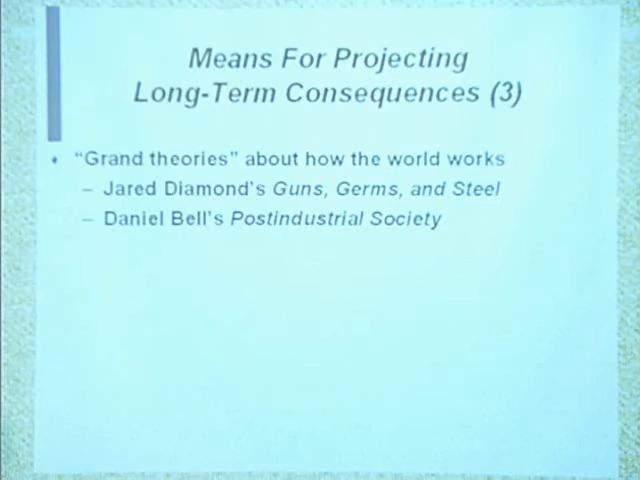 Means For Projecting
Long-Term Consequences (3)
• “Grand theories” about how the world works
– Jared Diamond's Guns, Germs, and Steel
– Daniel Bell's Postindustrial Society